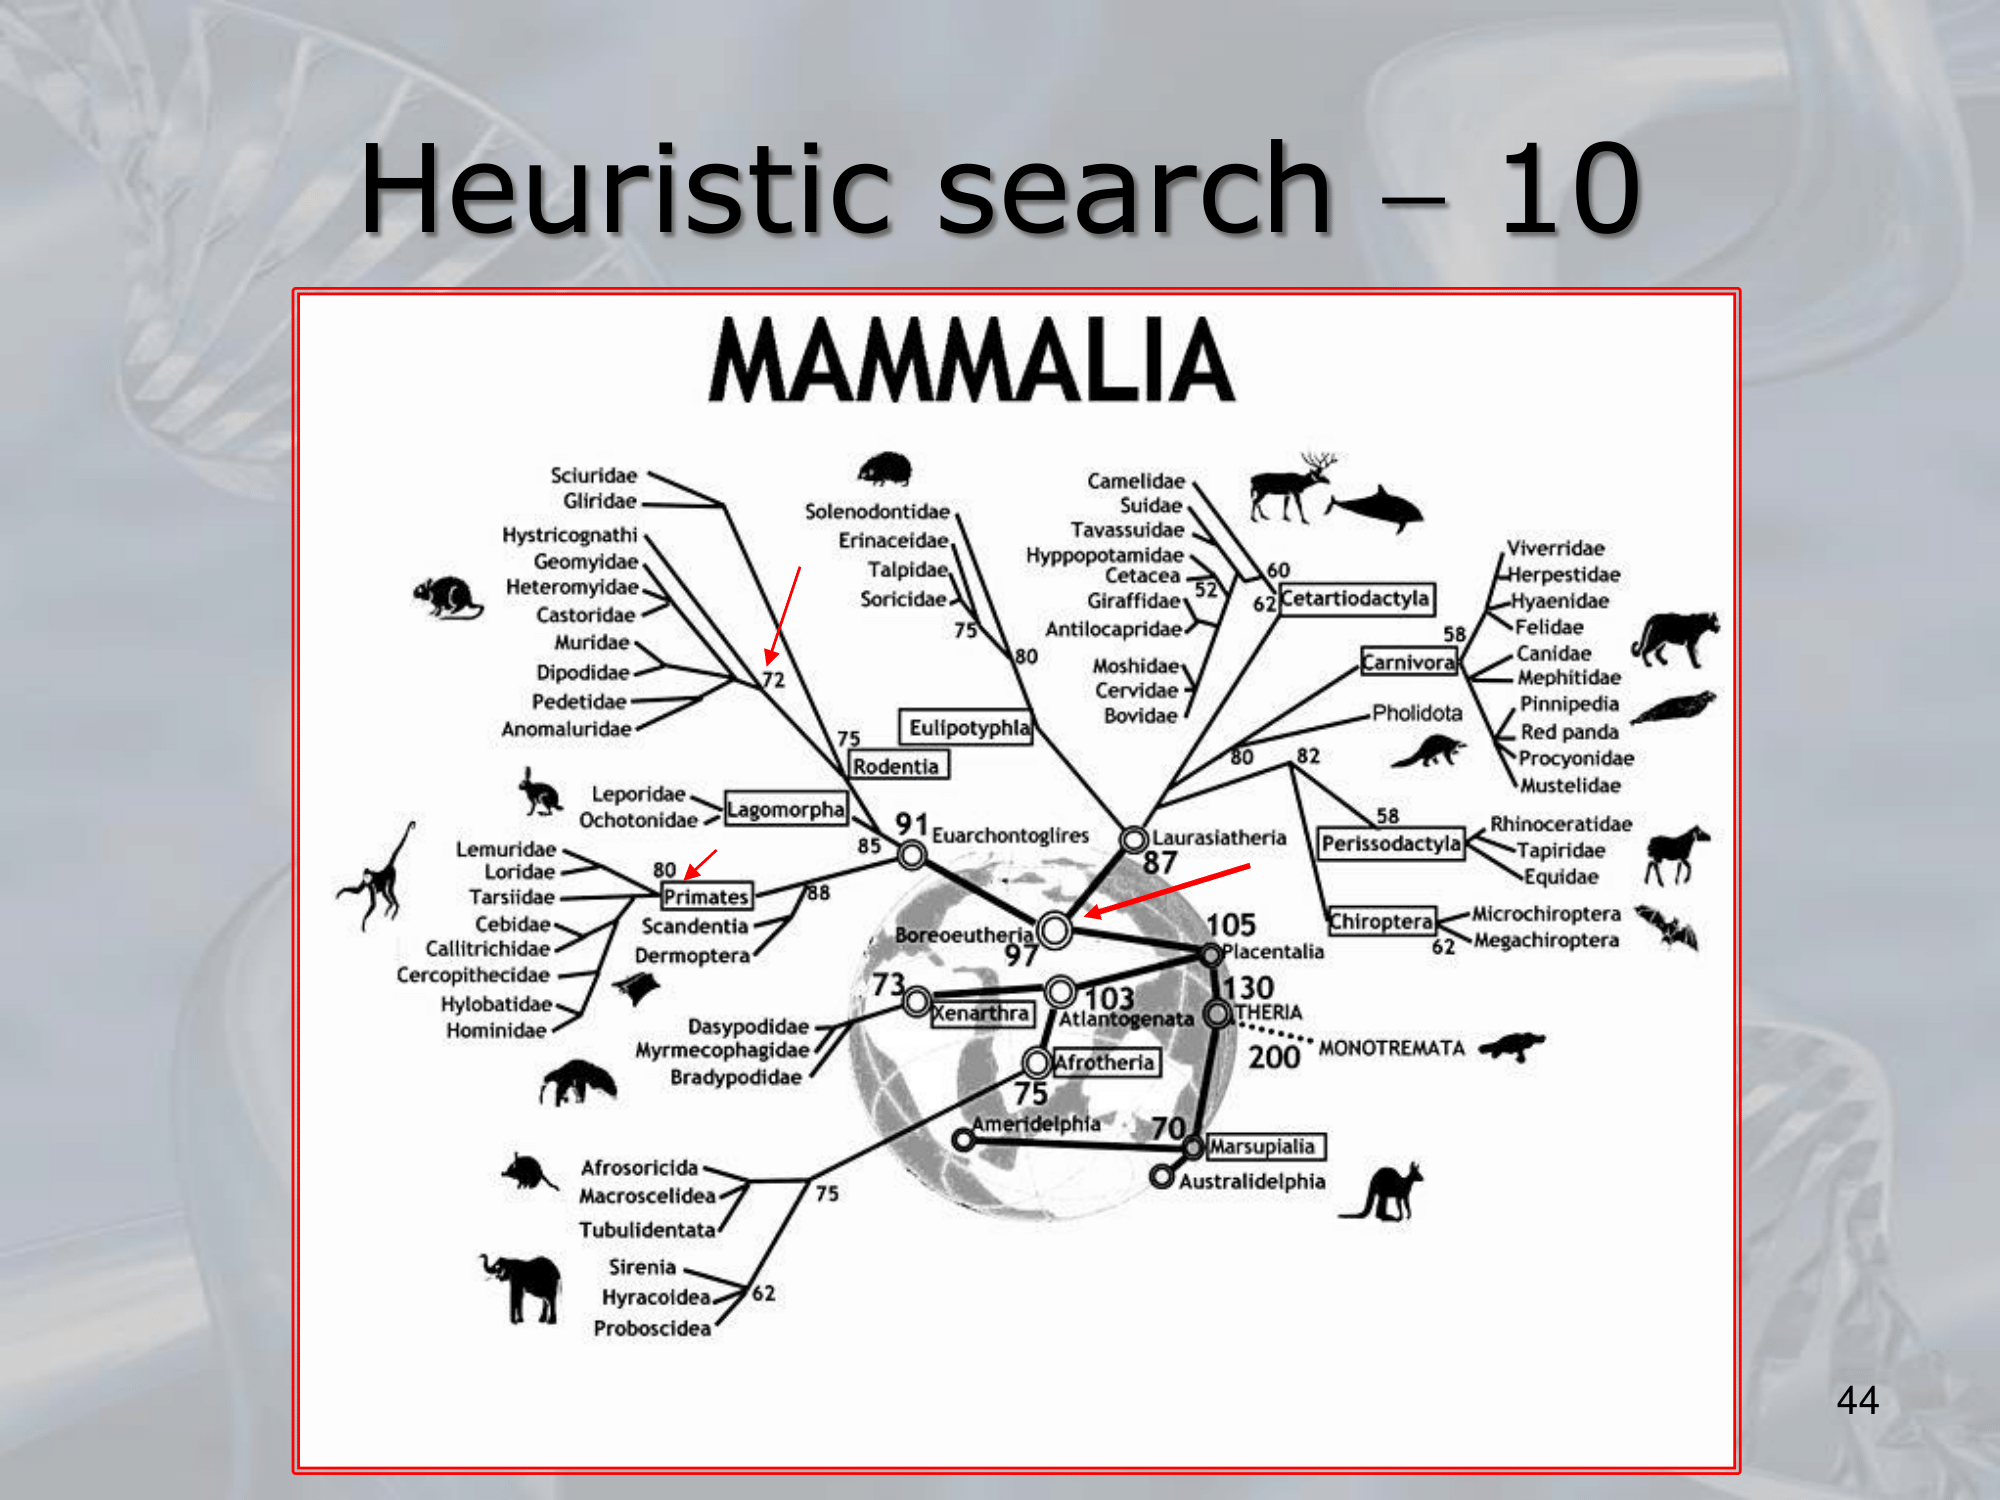 Heuristic search – 10
MAMMALIA
Sciuridae
Gliridae
Hystricognathi
Geomyidae
Heteromyidae
Castoridae
Muridae
Dipodidae
Pedetidae
Anomaluridae
72
75
Rodentia
Solenodontidae
Erinaceidae
Talpidae
Soricidae
75
80
Eulipotyphla
Camelidae
Suidae
Tavassuidae
Hyppopotamidae
Cetacea
Giraffidae
Antilocapridae
Moshidae
Cervidae
Bovidae
52
60
62
Cetartiodactyla
Viverridae
Herpestidae
Hyaenidae
Felidae
Canidae
Mephitidae
Pinnipedia
Red panda
Procyonidae
Mustelidae
58
Carnivora
Pholidota
80
82
58
Perissodactyla
Rhinoceratidae
Tapiridae
Equidae
Chiroptera
62
Microchiroptera
Megachiroptera
Leporidae
Ochotonidae
Lagomorpha
85
91
Euarchontoglires
Laurasiatheria
87
Lemuridae
Loridae
Tarsiidae
Cebidae
Callitrichidae
Cercopithecidae
Hylobatidae
Hominidae
80
Primates
Scandentia
Dermoptera
88
Boreoeutheria
97
105
Placentalia
73
Xenarthra
103
Atlantogenata
130
THERIA
200
MONOTREMATA
Dasypodidae
Myrmecophagidae
Bradypodidae
Afrotheria
75
Ameridelphia
70
Marsupialia
Australidelphia
Afrosoricida
Macroscelidea
Tubulidentata
75
Sirenia
Hyracoidea
Proboscidea
62
44